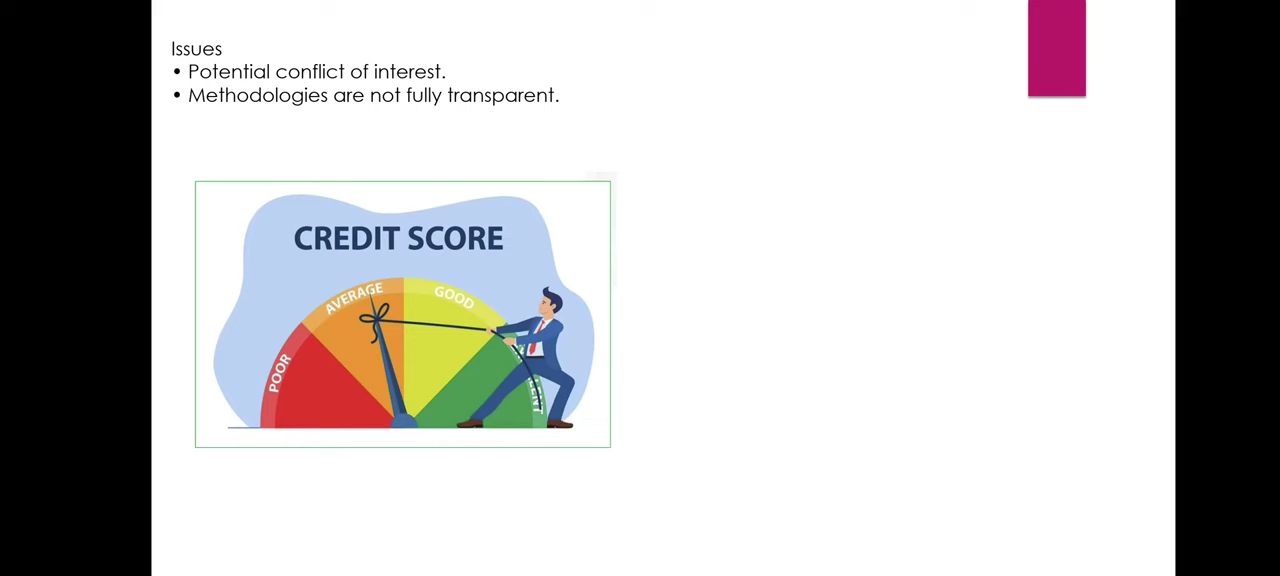 Issues
• Potential conflict of interest.
• Methodologies are not fully transparent.
CREDIT SCORE
AVERAGE
GOOD
POOR